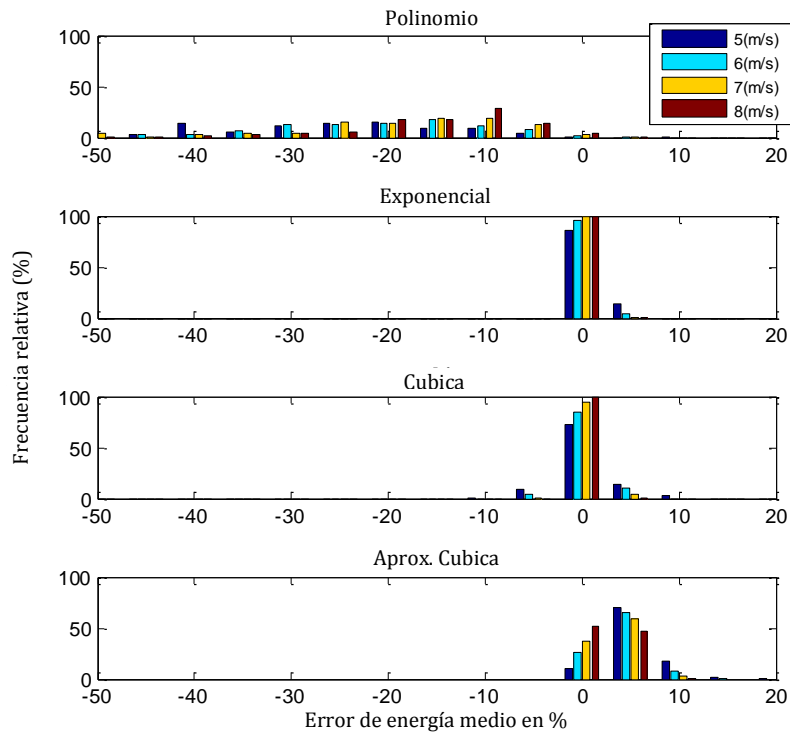 Polinomio
100
50
0
-50 -40 -30 -20 -10 0 10 20
5(m/s)
6(m/s)
7(m/s)
8(m/s)
Exponencial
100
50
0
-50 -40 -30 -20 -10 0 10 20
Frecuencia relativa (%)
Cubica
100
50
0
-50 -40 -30 -20 -10 0 10 20
Aprox. Cubica
100
50
0
-50 -40 -30 -20 -10 0 10 20
Error de energía medio en %